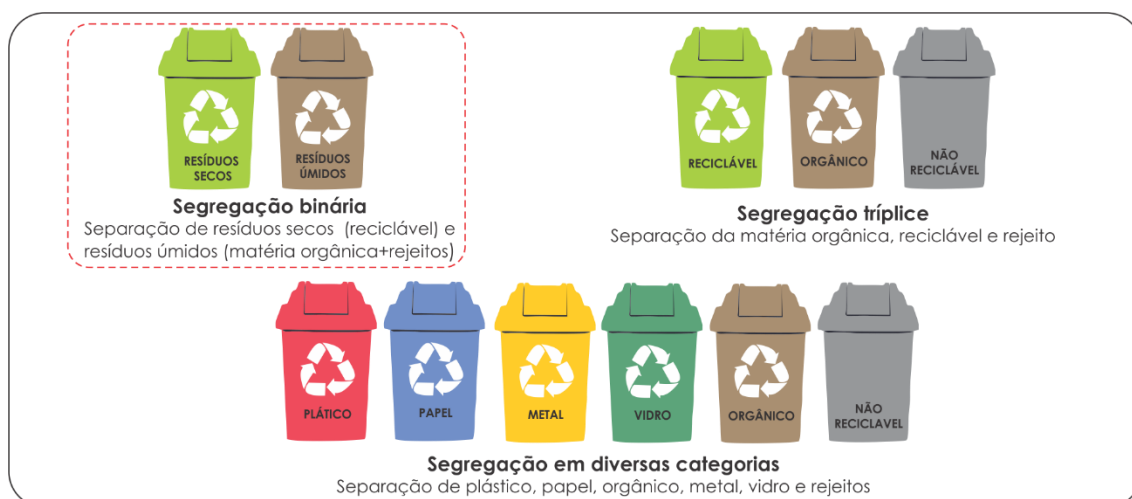 RESÍDUOS
SECOS
RESÍDUOS
ÚMIDOS
Segregação binária
Separação de resíduos secos (reciclável) e
resíduos úmidos (matéria orgânica+rejeitos)
RECICLÁVEL
ORGÂNICO
NÃO
RECICLÁVEL
Segregação tríplice
Separação da matéria orgânica, reciclável e rejeito
PLÁTICO
PAPEL
METAL
VIDRO
ORGÂNICO
NÃO
RECICLAVEL
Segregação em diversas categorias
Separação de plástico, papel, orgânico, metal, vidro e rejeitos